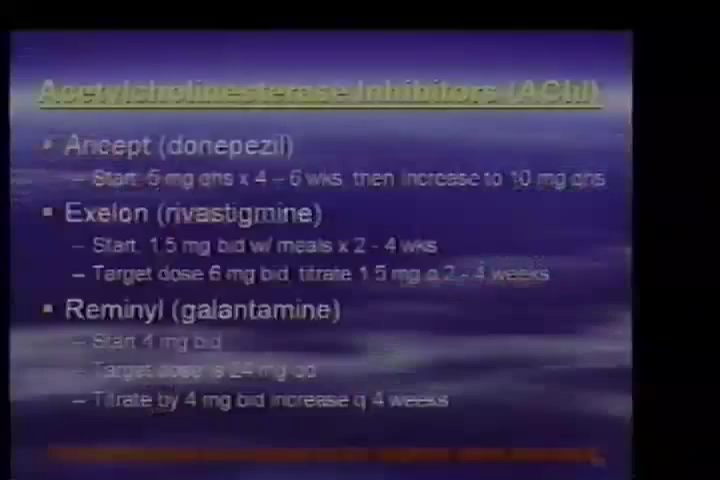 Acetylcholinesterase Inhibitors (AChI)
Aricept (donepezil)
– Start 5 mg qhs x 4 – 6 wks, then increase to 10 mg qhs
Exelon (rivastigmine)
– Start 1.5 mg bid w/ meals x 2 - 4 wks
– Target dose 6 mg bid, titrate 1.5 mg q 2 - 4 weeks
Reminyl (galantamine)
– Start 4 mg bid
– Target dose is 24 mg
– Titrate by 4 mg bid increase q 4 weeks